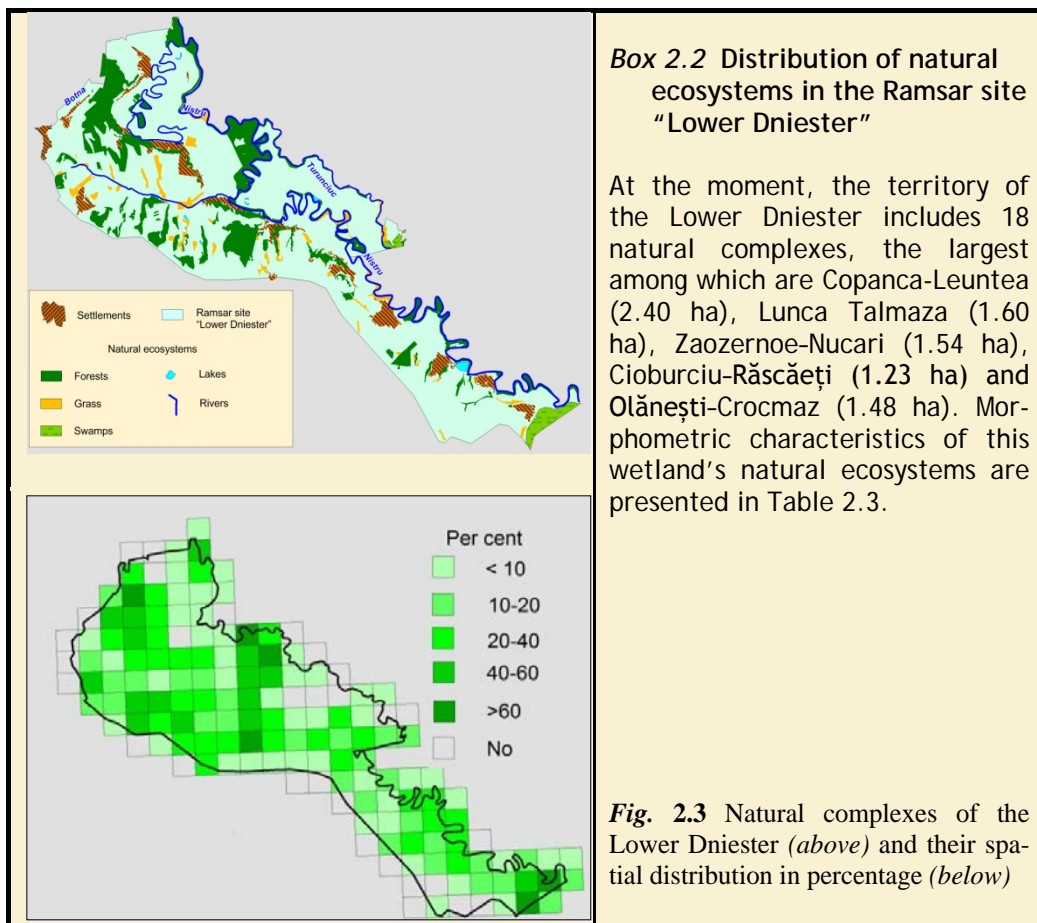 Botna
Nistru
Turunciuc
Nistru
Settlements
Ramsar site
"Lower Dniester"
Natural ecosystems
Forests
Lakes
Grass
Rivers
Swamps
Per cent
< 10
10-20
20-40
40-60
>60
No
Box 2.2 Distribution of natural
ecosystems in the Ramsar site
“Lower Dniester”
At the moment, the territory of
the Lower Dniester includes 18
natural complexes, the largest
among which are Copanca-Leuntea
(2.40 ha), Lunca Talmaza (1.60
ha), Zaozernoe-Nucari (1.54 ha),
Cioburciu-Răscăeți (1.23 ha) and
Olănești-Crocmaz (1.48 ha). Mor-
phometric characteristics of this
wetland’s natural ecosystems are
presented in Table 2.3.
Fig. 2.3 Natural complexes of the
Lower Dniester (above) and their spa-
tial distribution in percentage (below)